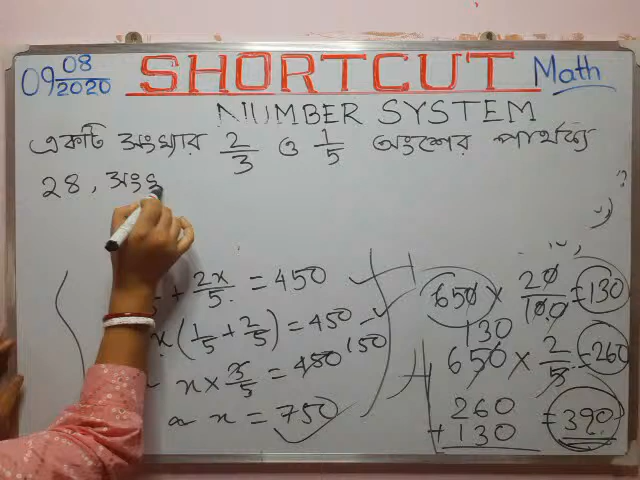 09 08/2020 SHORTCUT Math
NUMBER SYSTEM
একটি সংখ্যার 2/3 ও 1/5 অংশের পার্থক্য
28, সংখ
+ 2x/5 = 450
x(1/5 + 2/5) = 450
x × 3/5 = 450 150
x = 750
650 × 20/100 = 130
130
650 × 2/5 = 260
260
+130 = 390